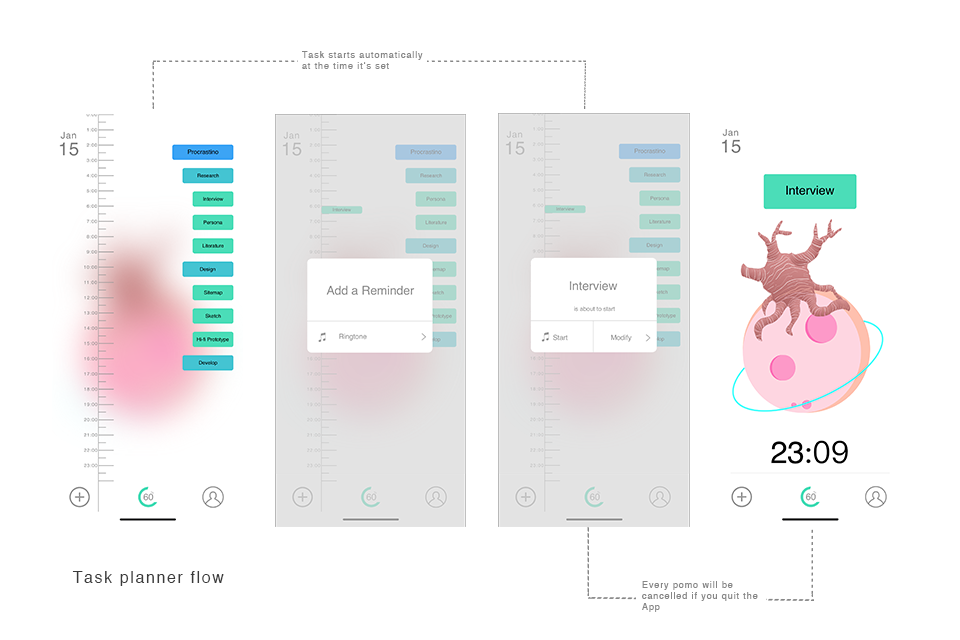 Task starts automatically
at the time it's set
Jan
15
0:00
1:00
2:00
3:00
4:00
5:00
6:00
7:00
8:00
9:00
10:00
11:00
12:00
13:00
14:00
15:00
16:00
17:00
18:00
19:00
20:00
21:00
22:00
23:00
Procrastino
Research
Interview
Persona
Literature
Design
Sitemap
Sketch
Hi-fi Prototype
Develop
60
Jan
15
Procrastino
Research
Persona
Interview
Literature
Design
Add a Reminder
Ringtone
60
Jan
15
Procrastino
Research
Persona
Interview
Literature
Design
Interview
is about to start
Start
Modify
60
Jan
15
Interview
23:09
60
Task planner flow
Every pomo will be
cancelled if you quit the
App